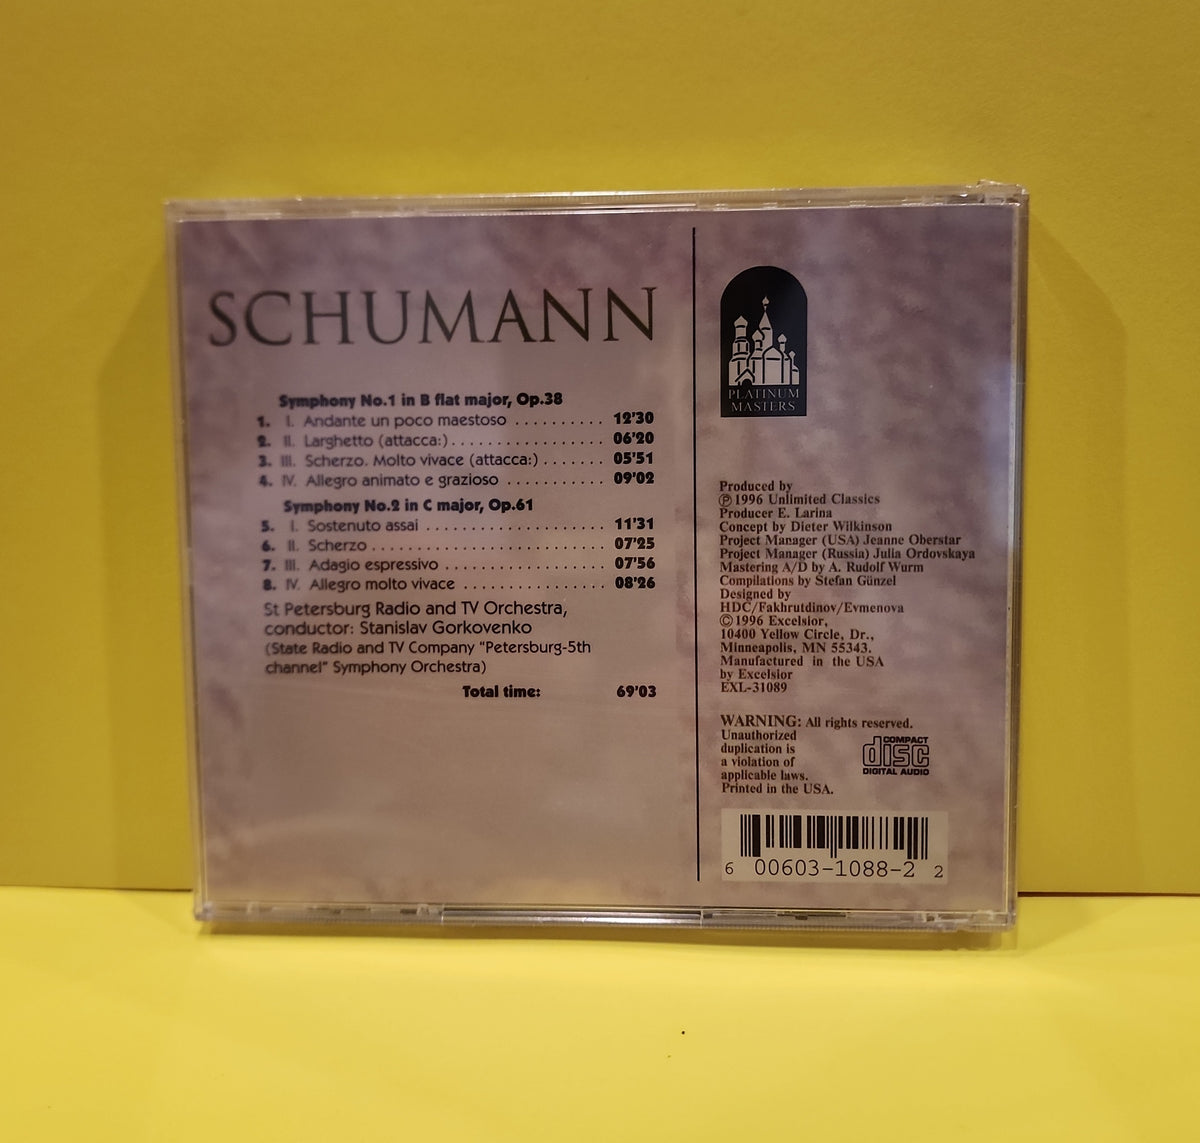 SCHUMANN
Symphony No.1 in B flat major, Op.38
1. I. Andante un poco maestoso .......... 12'30
2. II. Larghetto (attacca:) ................ 06'20
3. III. Scherzo. Molto vivace (attacca:) ....... 05'51
4. IV. Allegro animato e grazioso ........... 09'02
Symphony No.2 in C major, Op.61
5. I. Sostenuto assai .................... 11'31
6. II. Scherzo .......................... 07'25
7. III. Adagio espressivo .................. 07'56
8. IV. Allegro molto vivace ................ 08'26
St Petersburg Radio and TV Orchestra,
conductor: Stanislav Gorkovenko
(State Radio and TV Company "Petersburg-5th
channel" Symphony Orchestra)
Total time: 69'03
PLATINUM
MASTERS
Produced by
Ⓟ1996 Unlimited Classics
Producer E. Larina
Concept by Dieter Wilkinson
Project Manager (USA) Jeanne Oberstar
Project Manager (Russia) Julia Ordovskaya
Mastering A/D by A. Rudolf Wurm
Compilations by Stefan Günzel
Designed by
HDC/Fakhrutdinov/Evmenova
©1996 Excelsior,
10400 Yellow Circle, Dr.,
Minneapolis, MN 55343.
Manufactured in the USA
by Excelsior
EXL-31089
WARNING: All rights reserved.
Unauthorized
duplication is
a violation of
applicable laws.
Printed in the USA.
COMPACT
disc
DIGITAL AUDIO
6 00603-1088-2 2